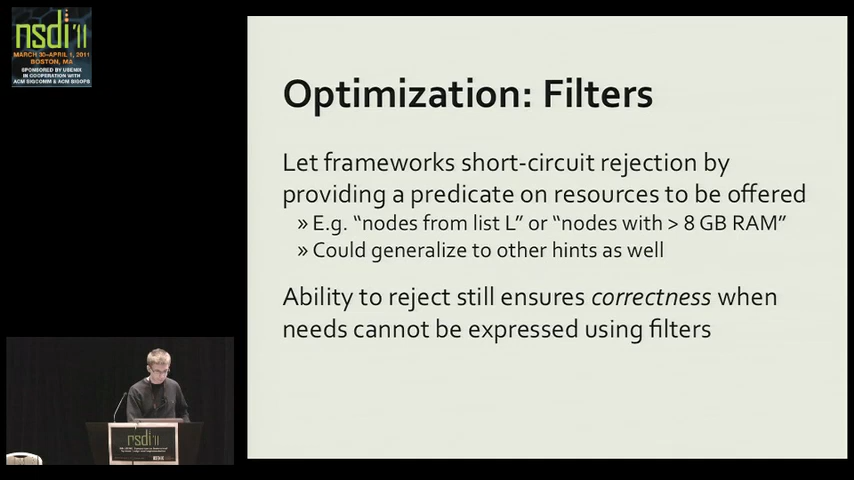 nsdi'11
MARCH 30–APRIL 1, 2011
BOSTON, MA
SPONSORED BY USENIX
IN COOPERATION WITH
ACM SIGCOMM & ACM SIGOPS
Optimization: Filters
Let frameworks short-circuit rejection by
providing a predicate on resources to be offered
» E.g. “nodes from list L” or “nodes with > 8 GB RAM”
» Could generalize to other hints as well
Ability to reject still ensures correctness when
needs cannot be expressed using filters
nsdi'11